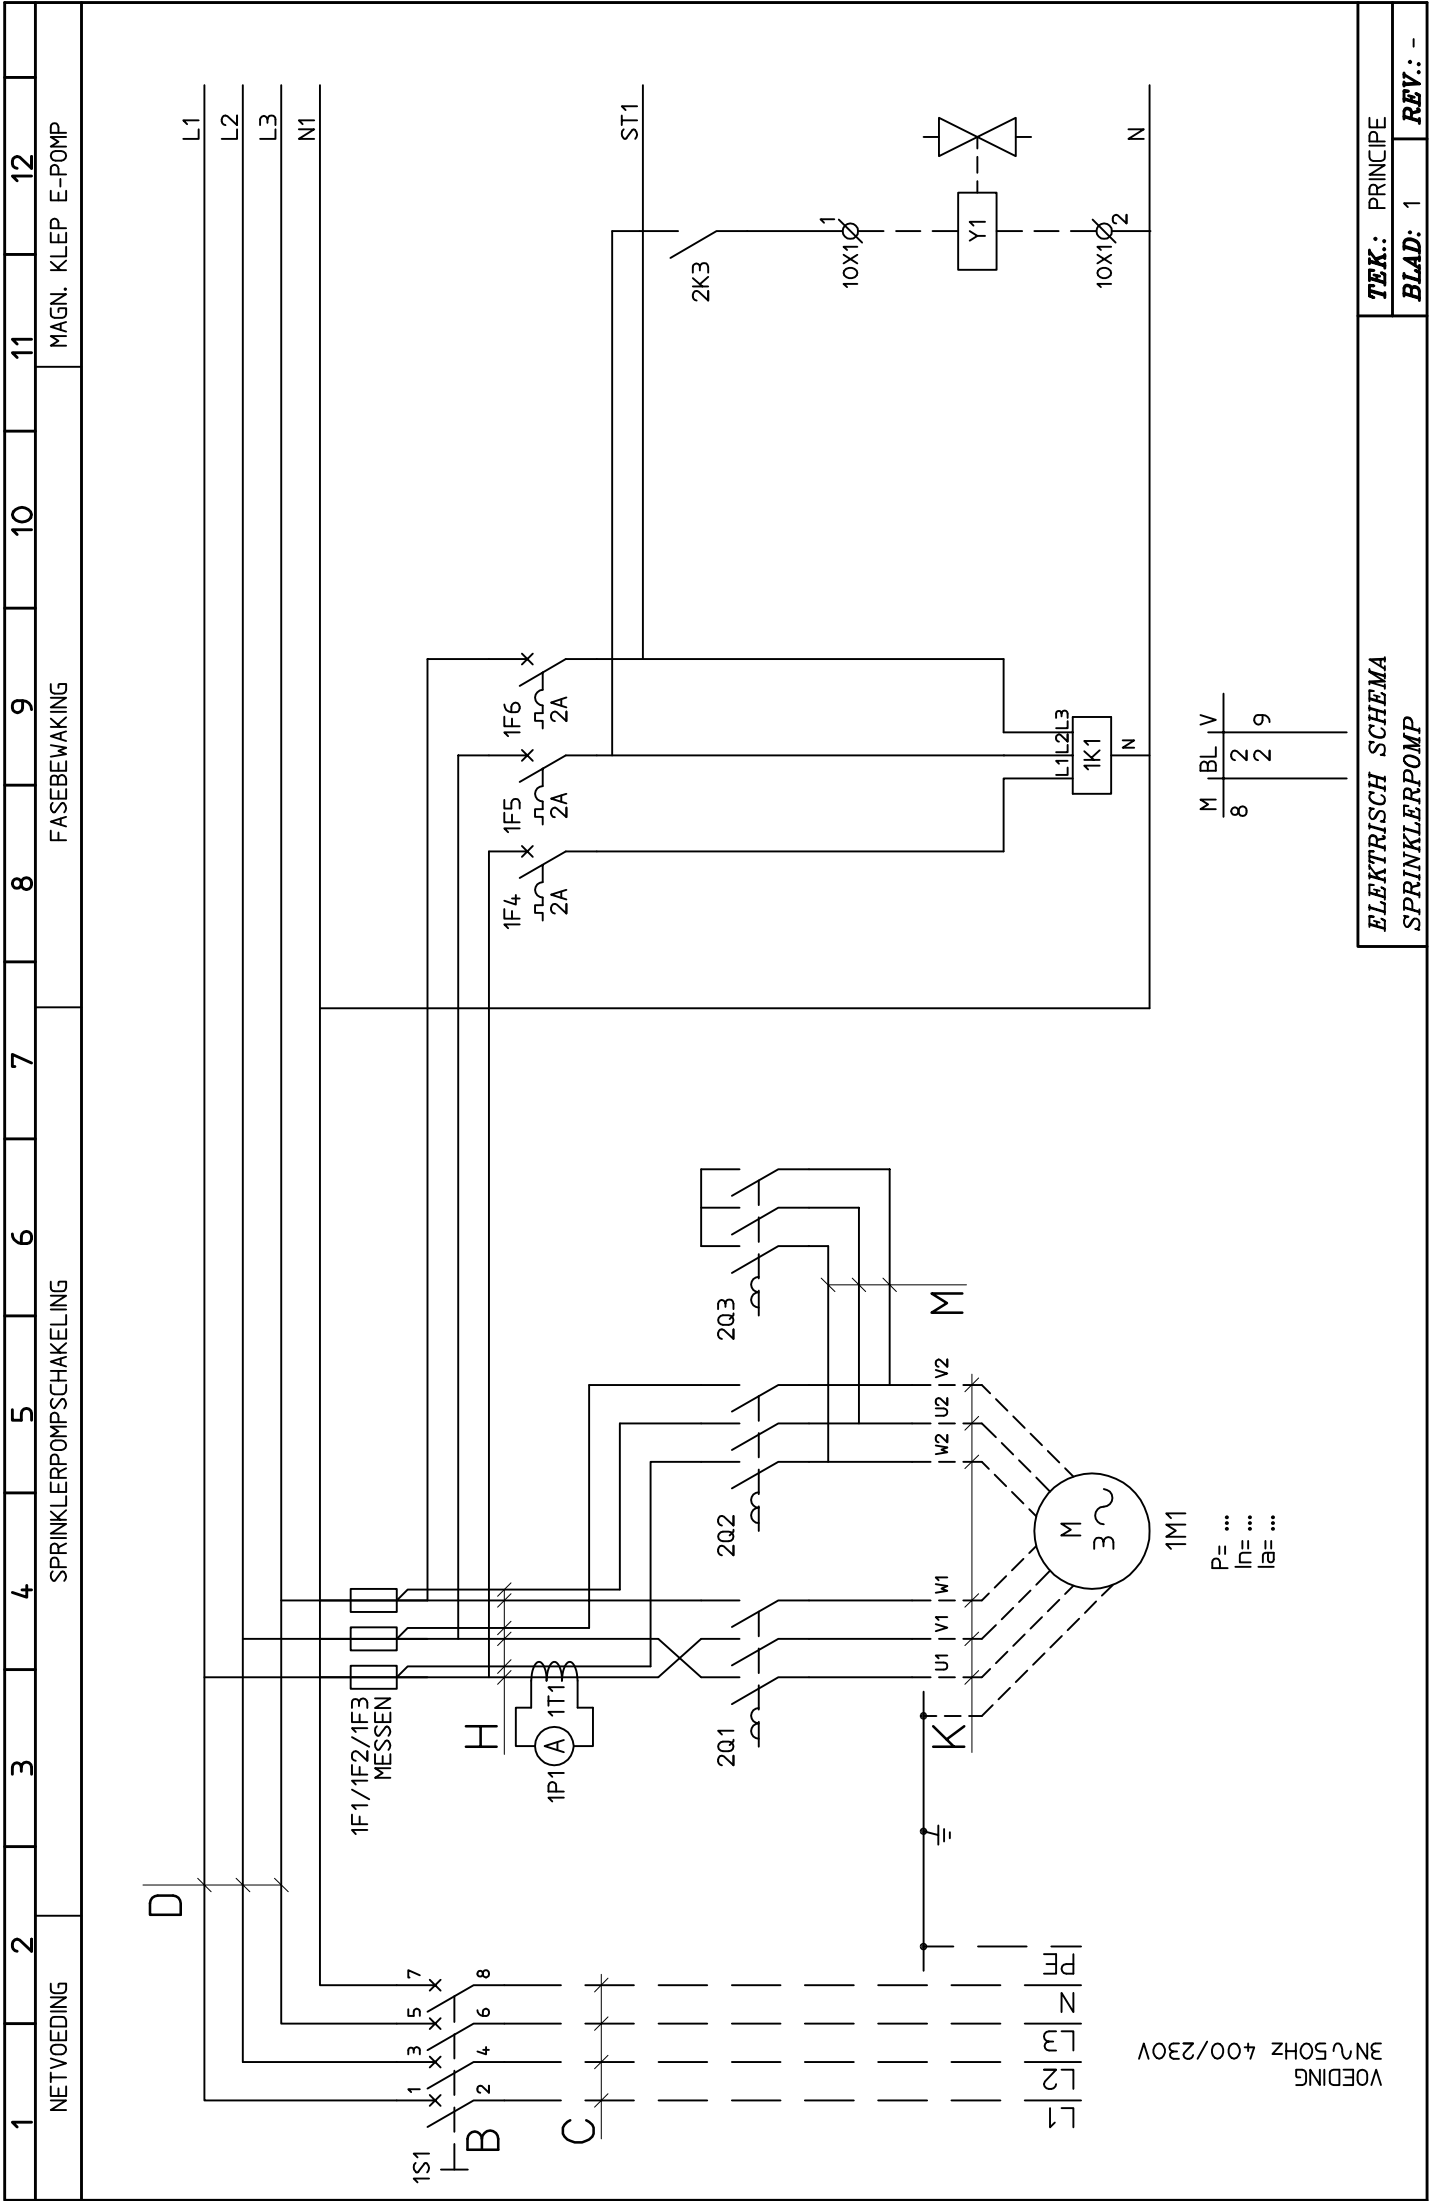 1 2 3 4 5 6 7 8 9 10 11 12
NETVOEDING
SPRINKLERPOMPSCHAKELING
FASEBEWAKING
MAGN. KLEP E-POMP
L1
L2
L3
N1
D
1F1/1F2/1F3
MESSEN
1S1
1 3 5 7
2 4 6 8
B
C
H
1P1
A
1T1
1F4
2A
1F5
2A
1F6
2A
ST1
2K3
2Q1
2Q2
2Q3
M
10X1
1
Y1
10X1
2
N
U1 V1 W1 W2 U2 V2
K
M
3
1M1
P= ...
In= ...
Ia= ...
L1 L2 L3
1K1
N
M BL V
8 2 9
2
L1 L2 L3 N PE
VOEDING
3N∿50Hz 400/230V
ELEKTRISCH SCHEMA
SPRINKLERPOMP
TEK.: PRINCIPE
BLAD: 1
REV.: -